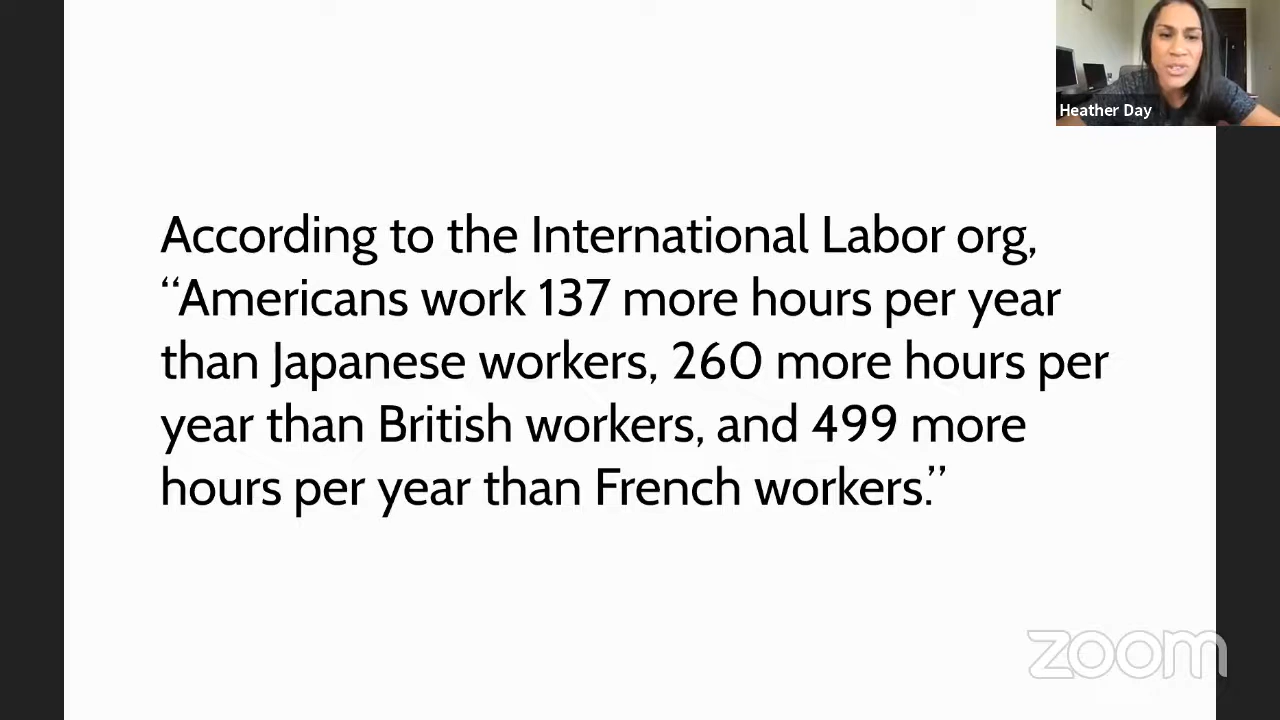 Heather Day
According to the International Labor org,
“Americans work 137 more hours per year
than Japanese workers, 260 more hours per
year than British workers, and 499 more
hours per year than French workers.”
zoom